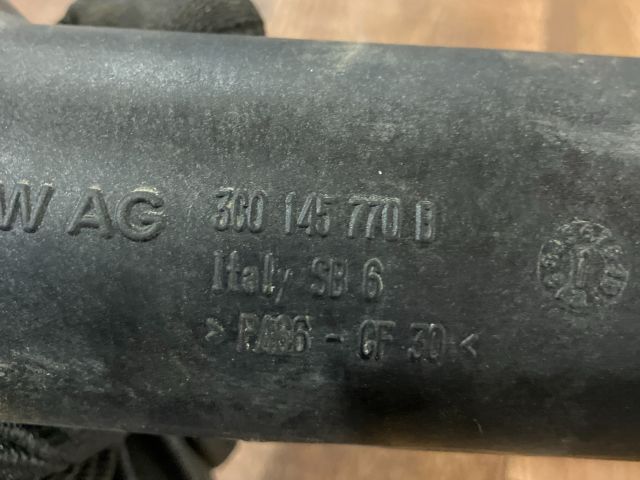 W AG 3C0 145 770 B
Italy SB 6
> PA66 - GF 30 <